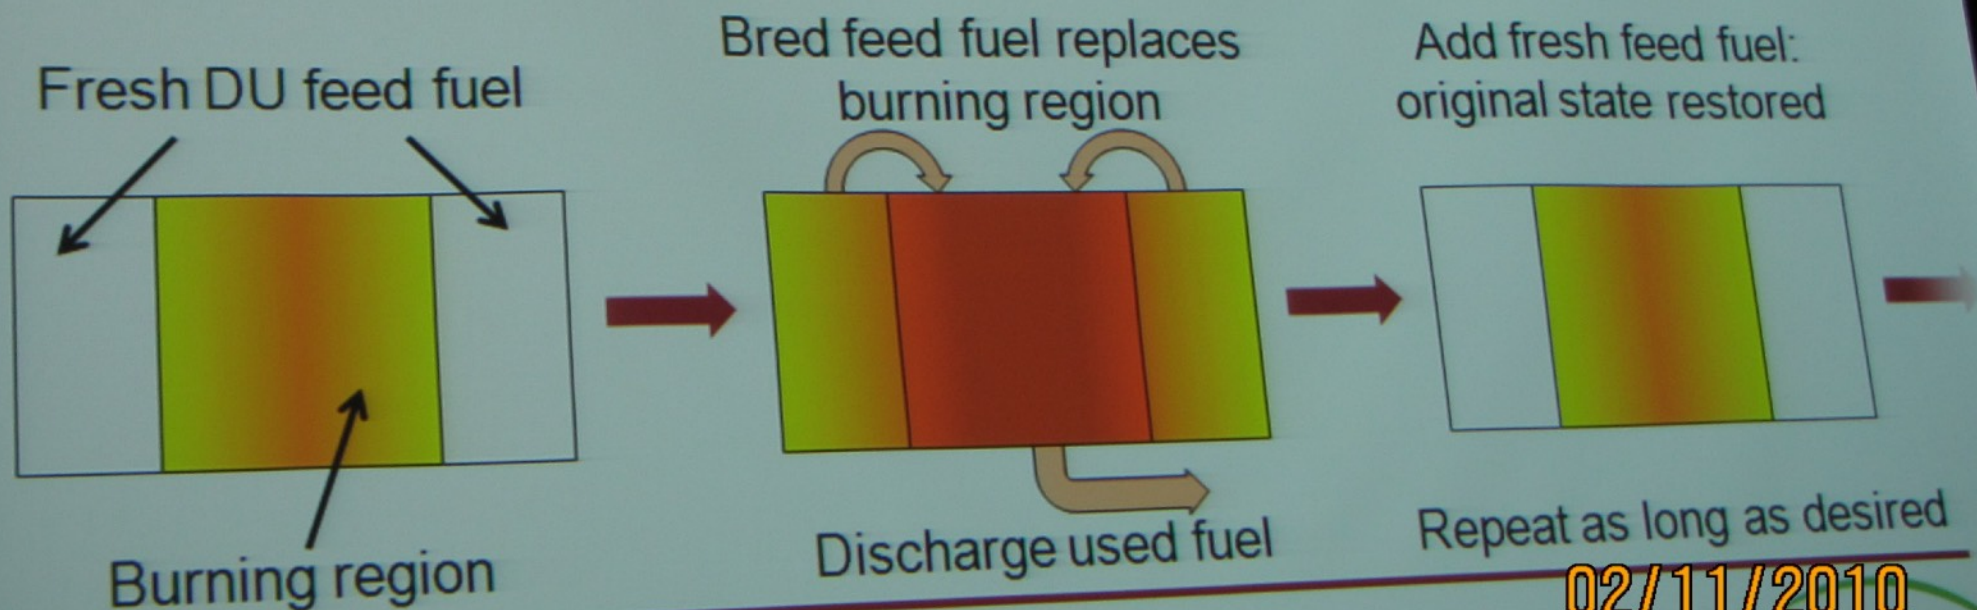 Fresh DU feed fuel
Burning region
Bred feed fuel replaces
burning region
Discharge used fuel
Add fresh feed fuel:
original state restored
Repeat as long as desired
02/11/2010